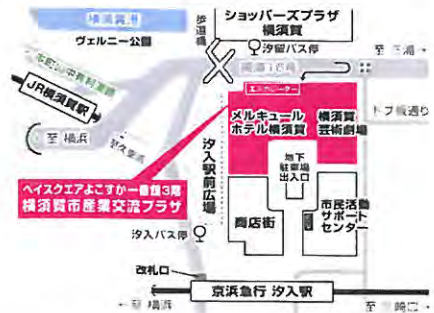 横須賀港
ヴェルニー公園
歩道橋
ショッパーズプラザ
横須賀
汐留バス停
国道16号
JR横須賀駅
至 横浜
エスカレーター
メルキュール
ホテル横須賀
横須賀
芸術劇場
ドブ板通り
汐入駅前広場
地下
駐車場
出入口
ベイスクエアよこすか一番館3階
横須賀市産業交流プラザ
商店街
市民活動
サポート
センター
汐入バス停
改札口
京浜急行 汐入駅
←至 横浜